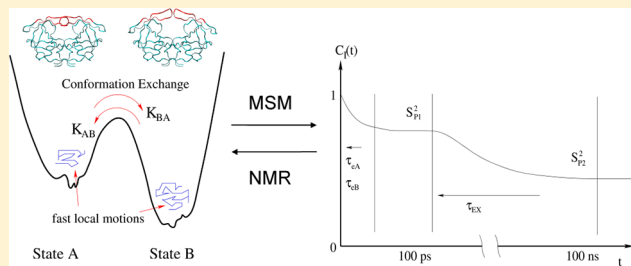 Conformation Exchange
K_AB
K_BA
fast local motions
State A
State B
MSM
NMR
C_I(t)
1
0
S²_P1
S²_P2
τ_eA
τ_eB
τ_EX
100 ps
100 ns
t